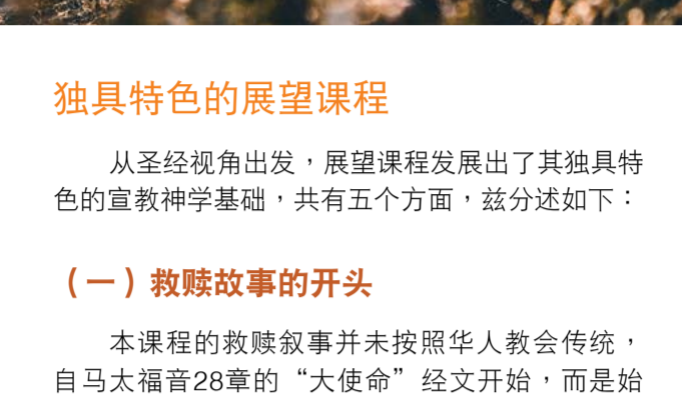 独具特色的展望课程
从圣经视角出发，展望课程发展出了其独具特
色的宣教神学基础，共有五个方面，兹分述如下：
（一）救赎故事的开头
本课程的救赎叙事并未按照华人教会传统，
自马太福音28章的“大使命”经文开始，而是始